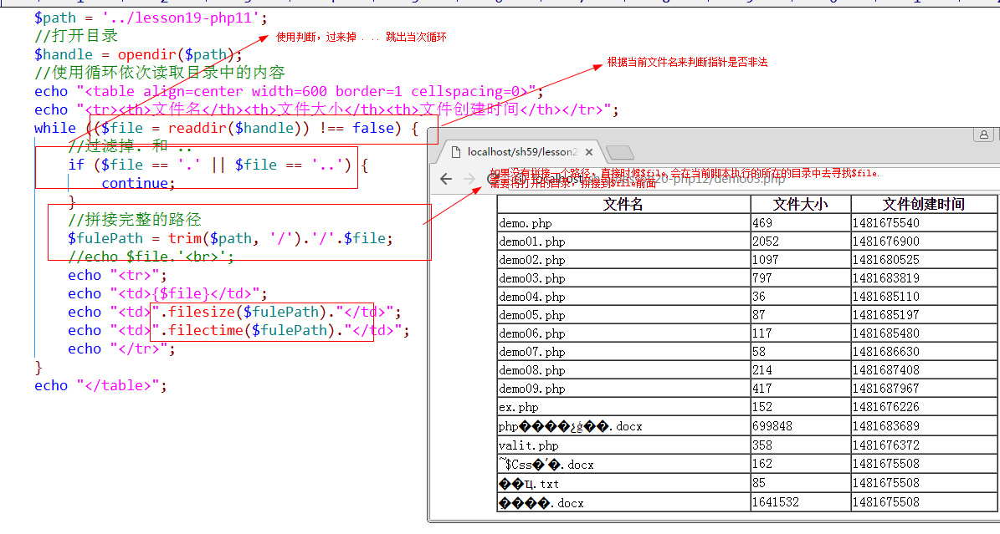 $path = '../lesson19-php11';
//打开目录
使用判断，过来掉 . .. 跳出当次循环
$handle = opendir($path);
//使用循环依次读取目录中的内容
根据当前文件名来判断指针是否非法
echo "<table align=center width=600 border=1 cellspacing=0>";
echo "<tr><th>文件名</th><th>文件大小</th><th>文件创建时间</th></tr>";
while (($file = readdir($handle)) !== false) {
//过滤掉. 和 ..
if ($file == '.' || $file == '..') {
continue;
}
//拼接完整的路径
$fulePath = trim($path, '/').'/'.$file;
//echo $file.'<br>';
echo "<tr>";
echo "<td>{$file}</td>";
echo "<td>".filesize($fulePath)."</td>";
echo "<td>".filectime($fulePath)."</td>";
echo "</tr>";
}
echo "</table>";
localhost/sh59/lesson2
如果没有拼接一个路径，直接时候$file,会在当前脚本执行的所在的目录中去寻找$file.
需要将打开的目录，拼接到$file前面
文件名 文件大小 文件创建时间
demo.php 469 1481675540
demo01.php 2052 1481676900
demo02.php 1097 1481680525
demo03.php 797 1481683819
demo04.php 36 1481685110
demo05.php 87 1481685197
demo06.php 117 1481685480
demo07.php 58 1481686630
demo08.php 214 1481687408
demo09.php 417 1481687967
ex.php 152 1481676226
php����չģ��.docx 699848 1481683689
valit.php 358 1481676372
~$Css�ʹ�.docx 162 1481675508
��Ц.txt 85 1481675508
����.docx 1641532 1481675508